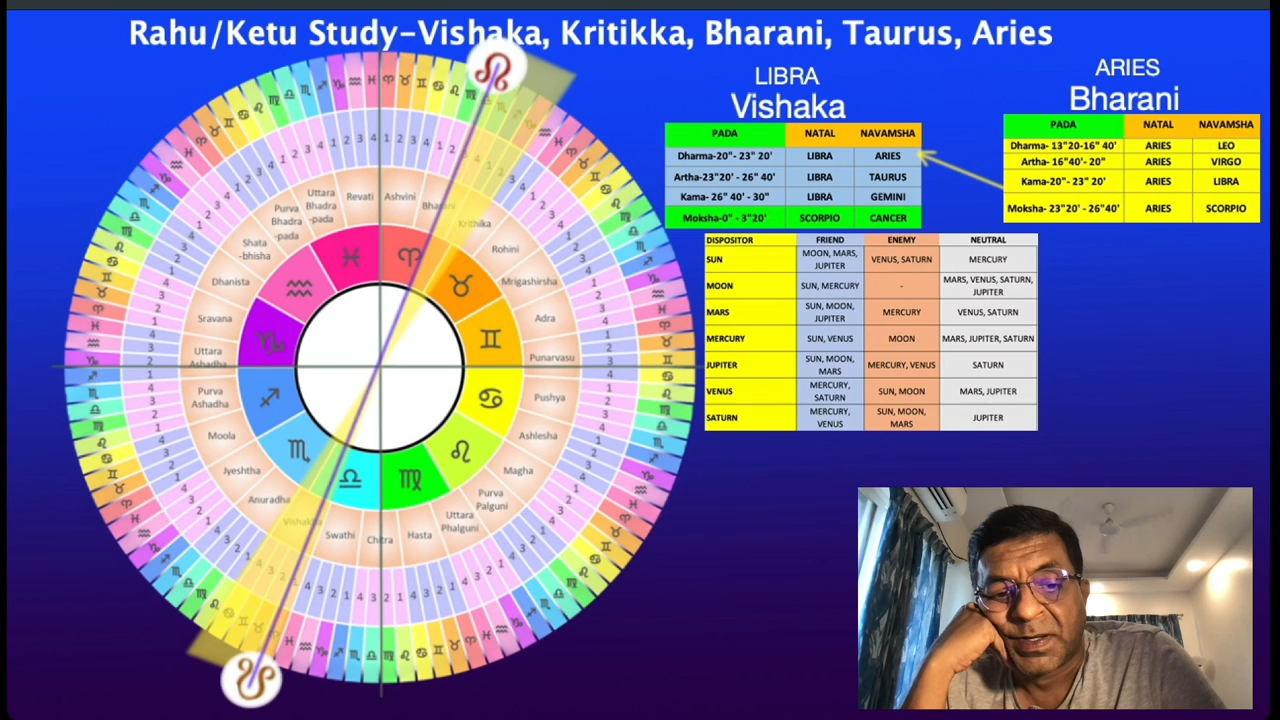 Rahu/Ketu Study-Vishaka, Kritikka, Bharani, Taurus, Aries
LIBRA
Vishaka
PADA NATAL NAVAMSHA
Dharma-20"- 23" 20' LIBRA ARIES
Artha-23"20' - 26" 40' LIBRA TAURUS
Kama- 26" 40' - 30" LIBRA GEMINI
Moksha-0" - 3"20' SCORPIO CANCER
ARIES
Bharani
PADA NATAL NAVAMSHA
Dharma- 13"20-16" 40' ARIES LEO
Artha- 16"40'- 20" ARIES VIRGO
Kama-20"- 23" 20' ARIES LIBRA
Moksha- 23"20' - 26"40' ARIES SCORPIO
DISPOSITOR FRIEND ENEMY NEUTRAL
SUN MOON, MARS, JUPITER VENUS, SATURN MERCURY
MOON SUN, MERCURY - MARS, VENUS, SATURN, JUPITER
MARS SUN, MOON, JUPITER MERCURY VENUS, SATURN
MERCURY SUN, VENUS MOON MARS, JUPITER, SATURN
JUPITER SUN, MOON, MARS MERCURY, VENUS SATURN
VENUS MERCURY, SATURN SUN, MOON MARS, JUPITER
SATURN MERCURY, VENUS SUN, MOON, MARS JUPITER
Ashvini
Bharani
Krithika
Rohini
Mrigashirsha
Adra
Punarvasu
Pushya
Ashlesha
Magha
Purva
Palguni
Uttara
Phalguni
Hasta
Chitra
Swathi
Vishakha
Anuradha
Jyeshtha
Moola
Purva
Ashadha
Uttara
Ashadha
Sravana
Dhanista
Shata
-bhisha
Purva
Bhadra
-pada
Uttara
Bhadra
-pada
Revati